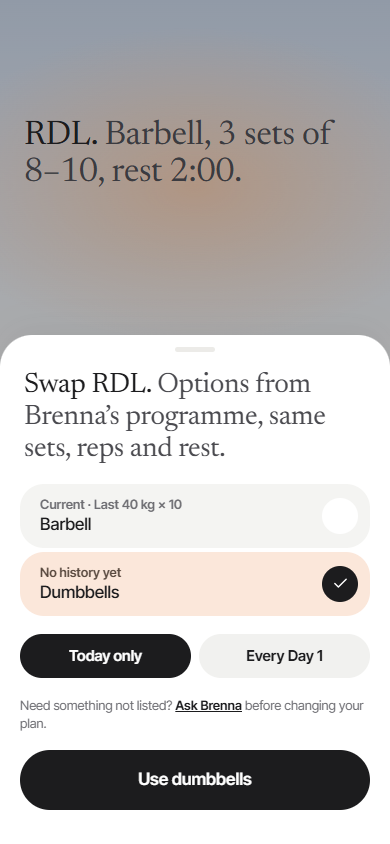 RDL. Barbell, 3 sets of
8–10, rest 2:00.
Swap RDL. Options from
Brenna’s programme, same
sets, reps and rest.
Current · Last 40 kg × 10
Barbell
No history yet
Dumbbells
Today only
Every Day 1
Need something not listed? Ask Brenna before changing your
plan.
Use dumbbells